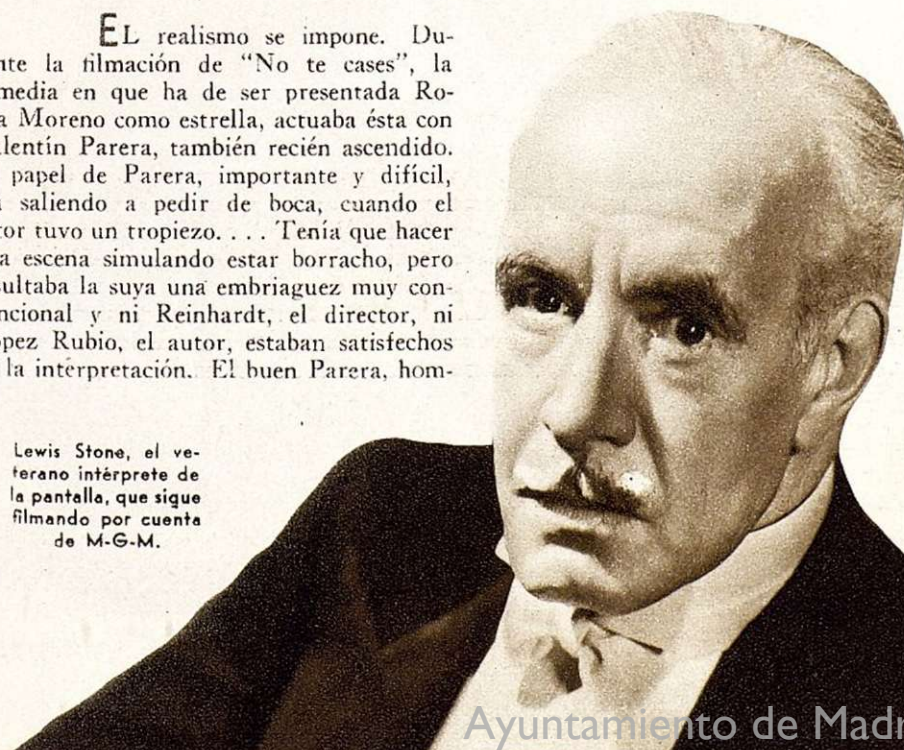 EL realismo se impone. Du-
nte la filmación de "No te cases", la
media en que ha de ser presentada Ro-
a Moreno como estrella, actuaba ésta con
lentín Parera, también recién ascendido.
papel de Parera, importante y difícil,
saliendo a pedir de boca, cuando el
tor tuvo un tropiezo. . . . Tenía que hacer
a escena simulando estar borracho, pero
sultaba la suya una embriaguez muy con-
ncional y ni Reinhardt, el director, ni
pez Rubio, el autor, estaban satisfechos
la intérpretación. El buen Parera, hom-
Lewis Stone, el ve-
terano intérprete de
la pantalla, que sigue
filmando por cuenta
de M-G-M.
Ayuntamiento de Madr